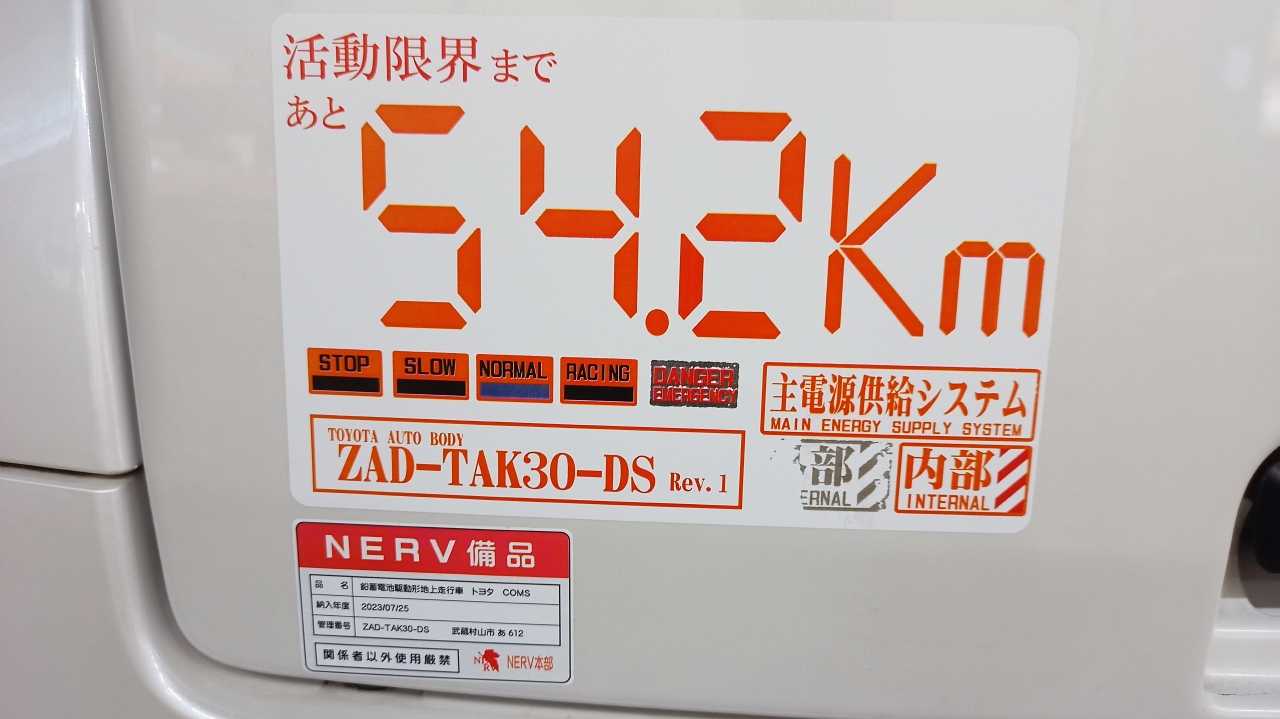 活動限界まで
あと
54.2Km
STOP SLOW NORMAL RACING DANGER
EMERGENCY
主電源供給システム
MAIN ENERGY SUPPLY SYSTEM
TOYOTA AUTO BODY
ZAD-TAK30-DS Rev.1
部 内部
ERNAL INTERNAL
NERV備品
品 名 鉛蓄電池駆動形地上走行車 トヨタ COMS
納入年度 2023/07/25
管理番号 ZAD-TAK30-DS 武蔵村山市 あ 612
関係者以外使用厳禁
NERV NERV本部